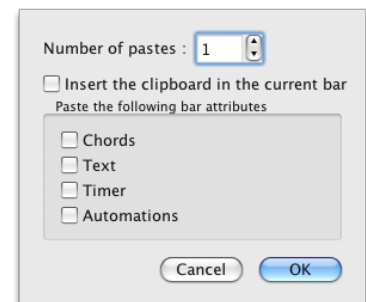 Number of pastes : 1
Insert the clipboard in the current bar
Paste the following bar attributes
Chords
Text
Timer
Automations
Cancel OK